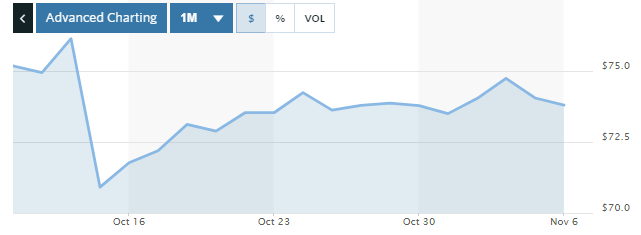 Advanced Charting 1M $ % VOL
$75.0
$72.5
$70.0
Oct 16 Oct 23 Oct 30 Nov 6